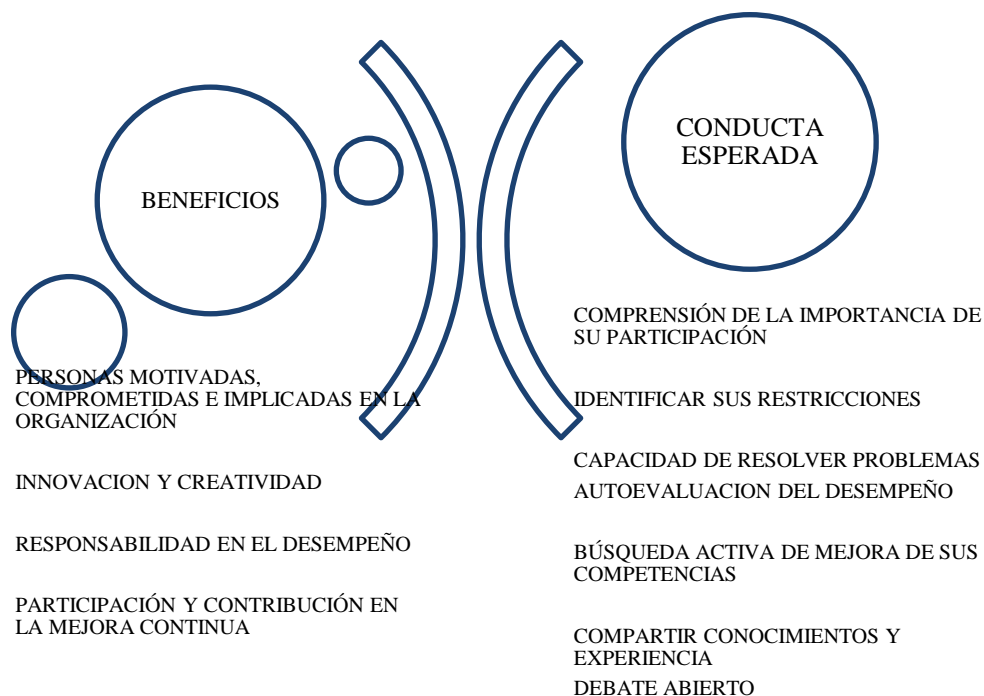 BENEFICIOS
PERSONAS MOTIVADAS,
COMPROMETIDAS E IMPLICADAS EN LA
ORGANIZACIÓN
INNOVACION Y CREATIVIDAD
RESPONSABILIDAD EN EL DESEMPEÑO
PARTICIPACIÓN Y CONTRIBUCIÓN EN
LA MEJORA CONTINUA
CONDUCTA
ESPERADA
COMPRENSIÓN DE LA IMPORTANCIA DE
SU PARTICIPACIÓN
IDENTIFICAR SUS RESTRICCIONES
CAPACIDAD DE RESOLVER PROBLEMAS
AUTOEVALUACION DEL DESEMPEÑO
BÚSQUEDA ACTIVA DE MEJORA DE SUS
COMPETENCIAS
COMPARTIR CONOCIMIENTOS Y
EXPERIENCIA
DEBATE ABIERTO